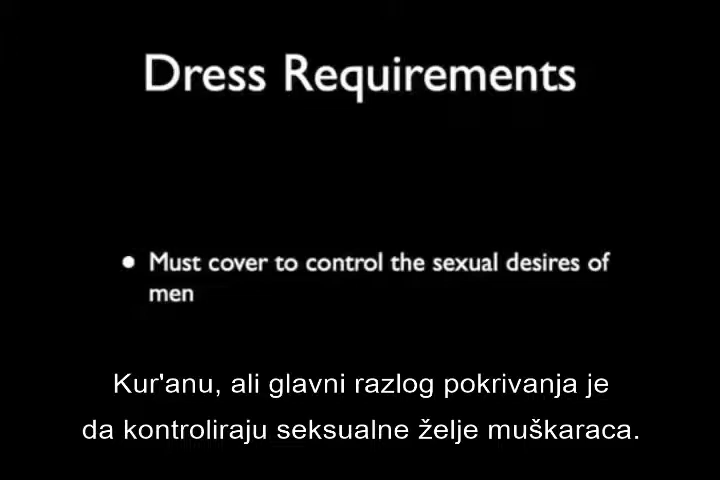 Dress Requirements
• Must cover to control the sexual desires of
men
Kur'anu, ali glavni razlog pokrivanja je
da kontroliraju seksualne želje muškaraca.